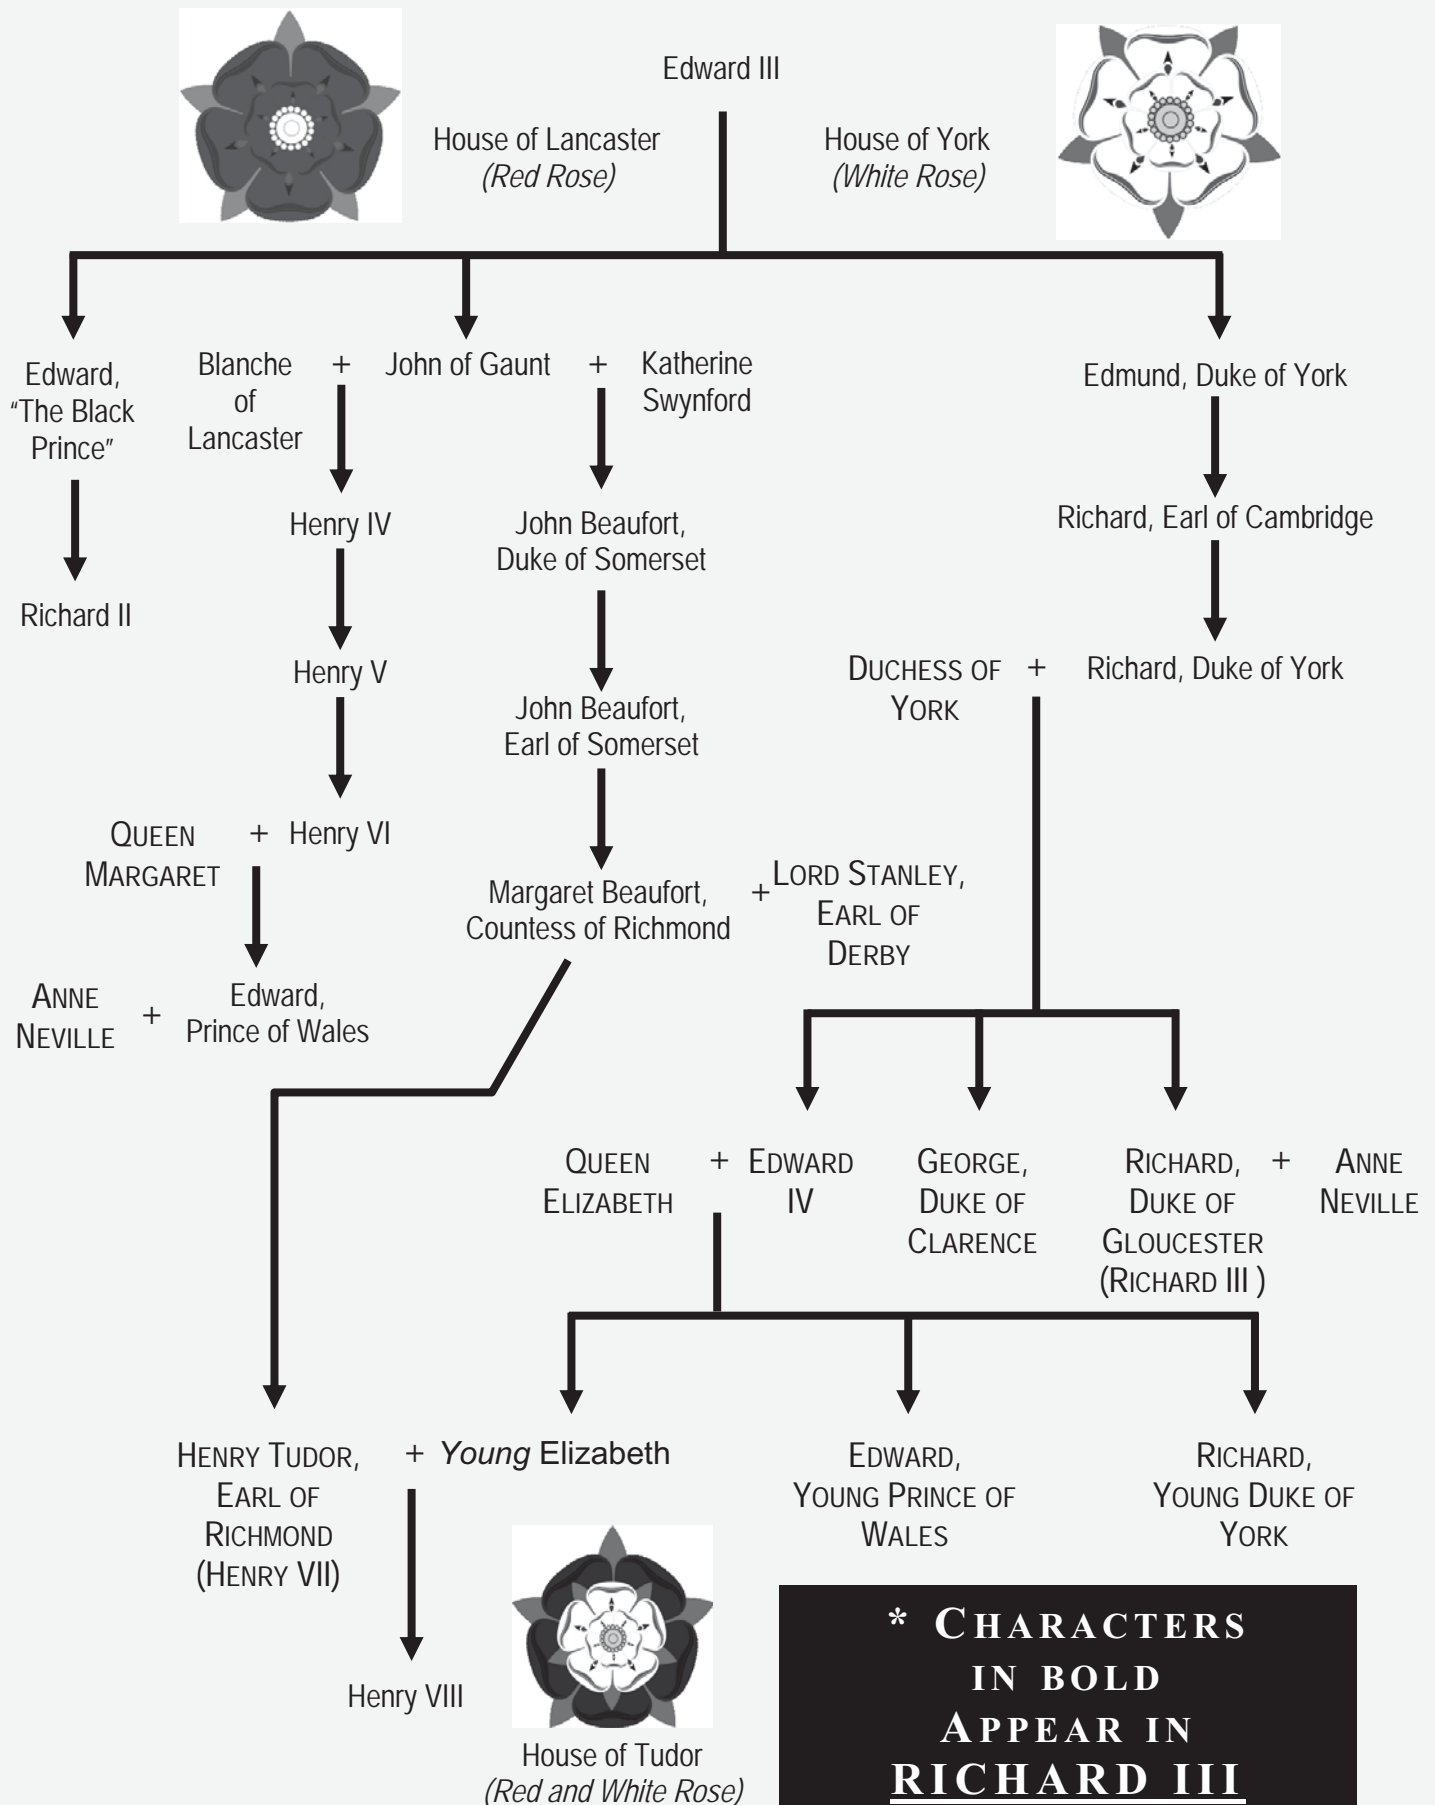 Edward III
House of Lancaster
(Red Rose)
House of York
(White Rose)
Edward,
"The Black
Prince"
Blanche
of
Lancaster
+
John of Gaunt
+
Katherine
Swynford
Edmund, Duke of York
Richard II
Henry IV
John Beaufort,
Duke of Somerset
Richard, Earl of Cambridge
Henry V
John Beaufort,
Earl of Somerset
DUCHESS OF
YORK
+
Richard, Duke of York
QUEEN
MARGARET
+
Henry VI
Margaret Beaufort,
Countess of Richmond
+
LORD STANLEY,
EARL OF
DERBY
ANNE
NEVILLE
+
Edward,
Prince of Wales
QUEEN
ELIZABETH
+
EDWARD
IV
GEORGE,
DUKE OF
CLARENCE
RICHARD,
DUKE OF
GLOUCESTER
(RICHARD III )
+
ANNE
NEVILLE
HENRY TUDOR,
EARL OF
RICHMOND
(HENRY VII)
+
Young Elizabeth
EDWARD,
YOUNG PRINCE OF
WALES
RICHARD,
YOUNG DUKE OF
YORK
Henry VIII
House of Tudor
(Red and White Rose)
* CHARACTERS
IN BOLD
APPEAR IN
RICHARD III